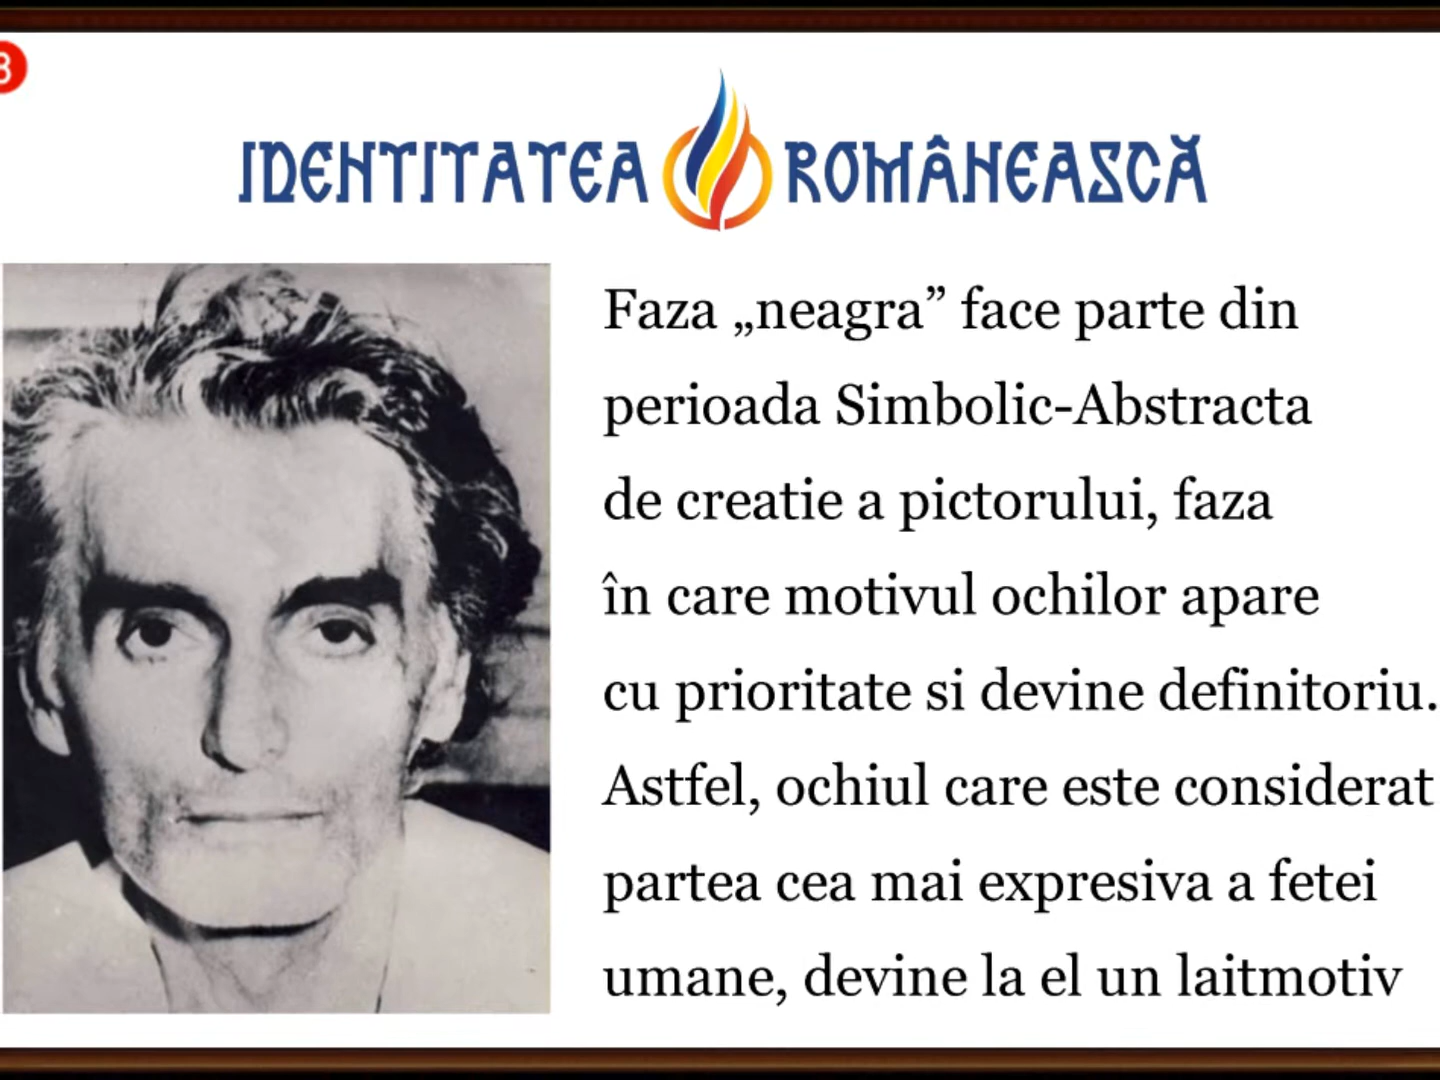 IDENTITATEA ROMÂNEASCĂ
Faza „neagra” face parte din
perioada Simbolic-Abstracta
de creatie a pictorului, faza
în care motivul ochilor apare
cu prioritate si devine definitoriu.
Astfel, ochiul care este considerat
partea cea mai expresiva a fetei
umane, devine la el un laitmotiv